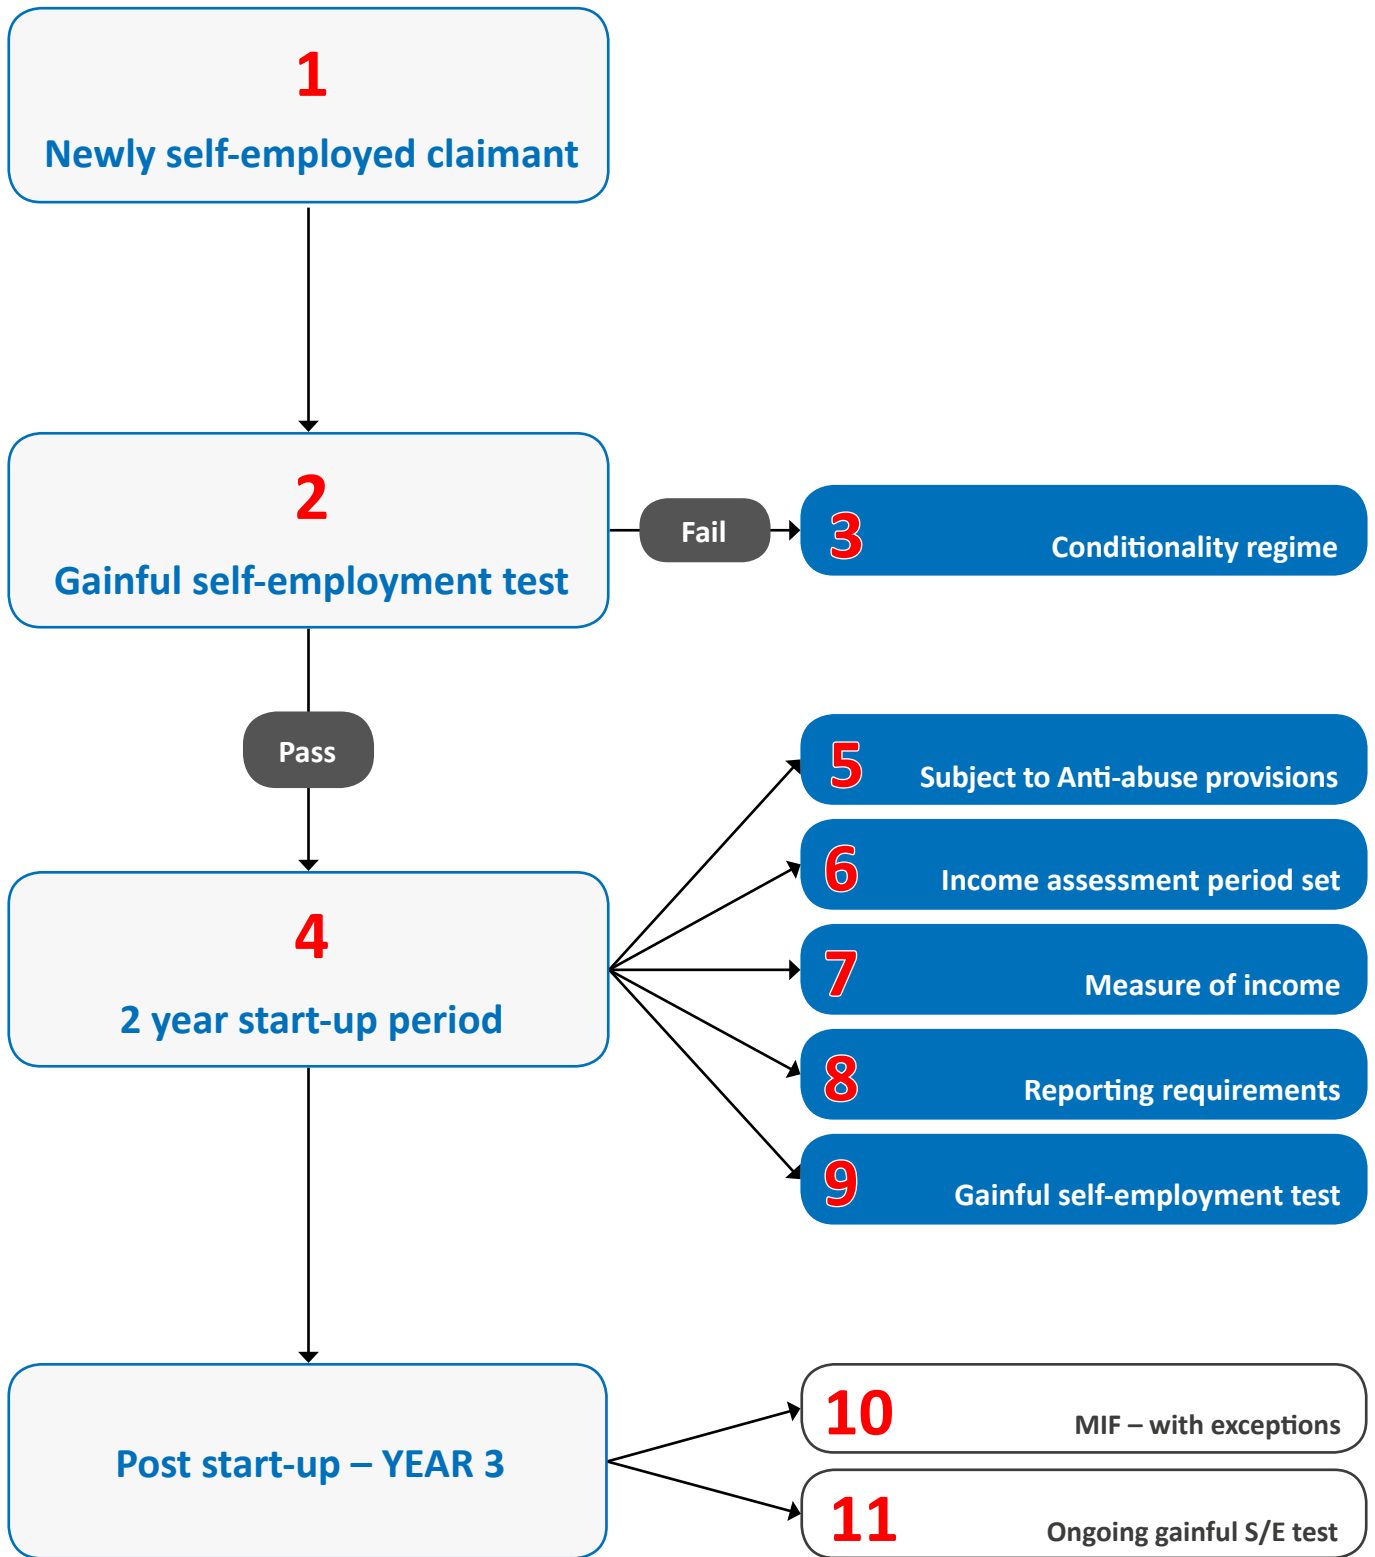 1
Newly self-employed claimant
2
Gainful self-employment test
Fail
3
Conditionality regime
Pass
4
2 year start-up period
5
Subject to Anti-abuse provisions
6
Income assessment period set
7
Measure of income
8
Reporting requirements
9
Gainful self-employment test
Post start-up – YEAR 3
10
MIF – with exceptions
11
Ongoing gainful S/E test